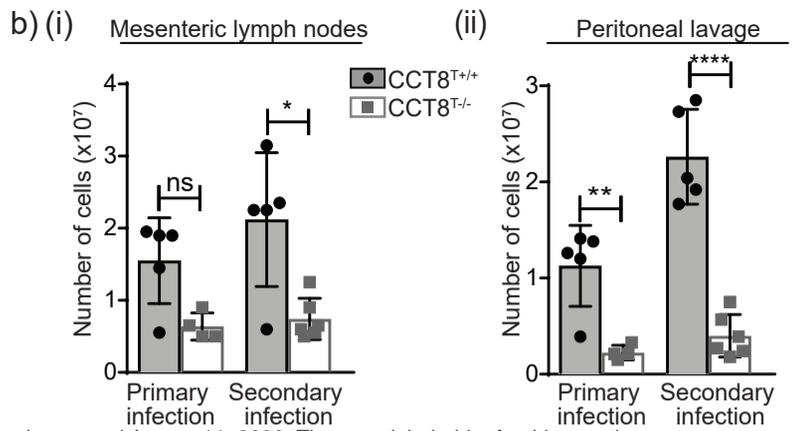 b) (i) Mesenteric lymph nodes
CCT8T+/+
CCT8T-/-
Number of cells (x10⁷)
4
3
2
1
0
ns
*
Primary
infection
Secondary
infection
(ii) Peritoneal lavage
Number of cells (x10⁷)
3
2
1
0
**
****
Primary
infection
Secondary
infection